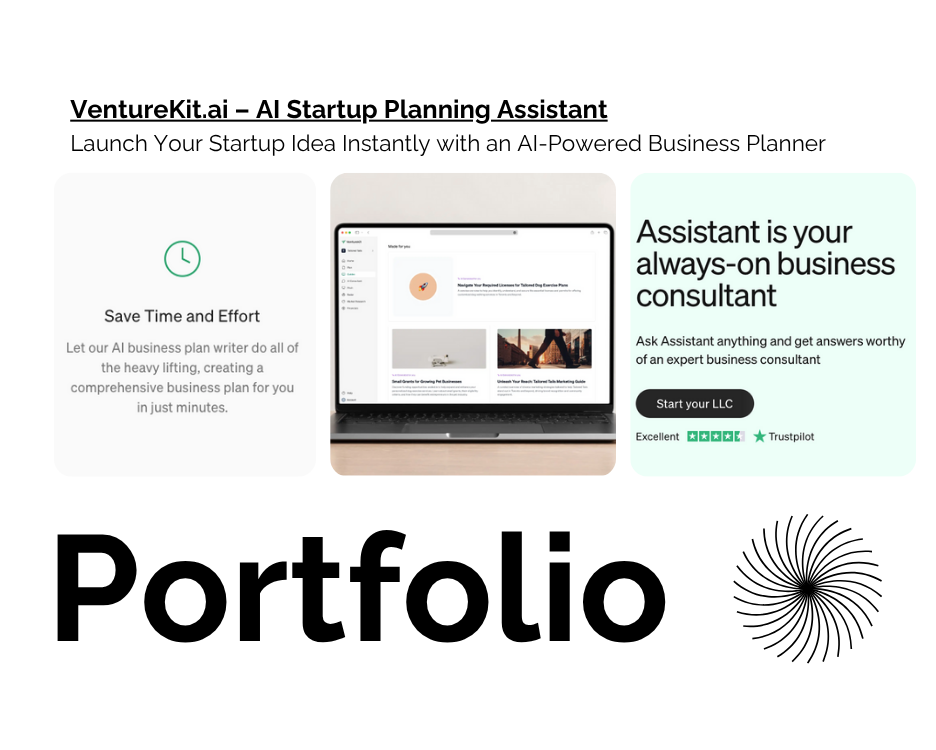 VentureKit.ai – AI Startup Planning Assistant
Launch Your Startup Idea Instantly with an AI-Powered Business Planner
Save Time and Effort
Let our AI business plan writer do all of
the heavy lifting, creating a
comprehensive business plan for you
in just minutes.
Made for you
Navigate Your Required Licenses for Tailored Dog Exercise Plans
Small Grants for Growing Pet Businesses
Unleash Your Reach: Tailored Tails Marketing Guide
Assistant is your
always-on business
consultant
Ask Assistant anything and get answers worthy
of an expert business consultant
Start your LLC
Excellent
Trustpilot
Portfolio